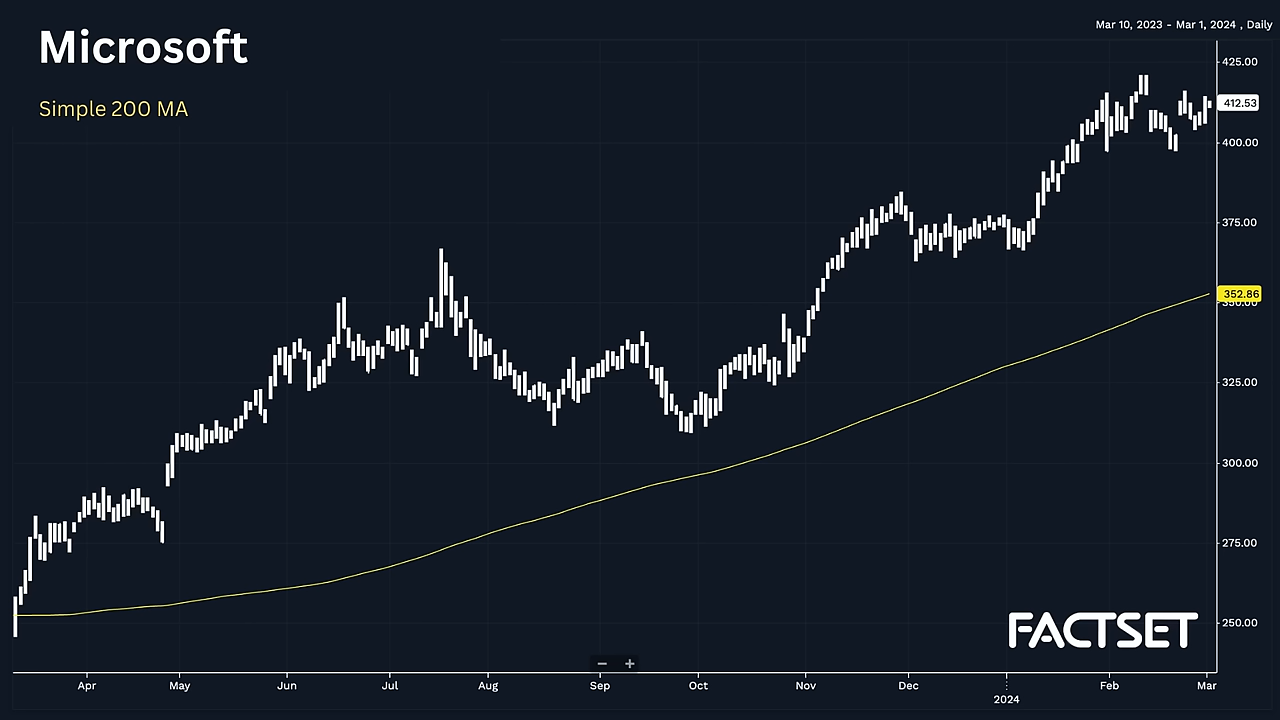 Microsoft
Simple 200 MA
Mar 10, 2023 - Mar 1, 2024 , Daily
425.00
412.53
400.00
375.00
352.86
350.00
325.00
300.00
275.00
250.00
FACTSET
− +
Apr May Jun Jul Aug Sep Oct Nov Dec Feb Mar
2024